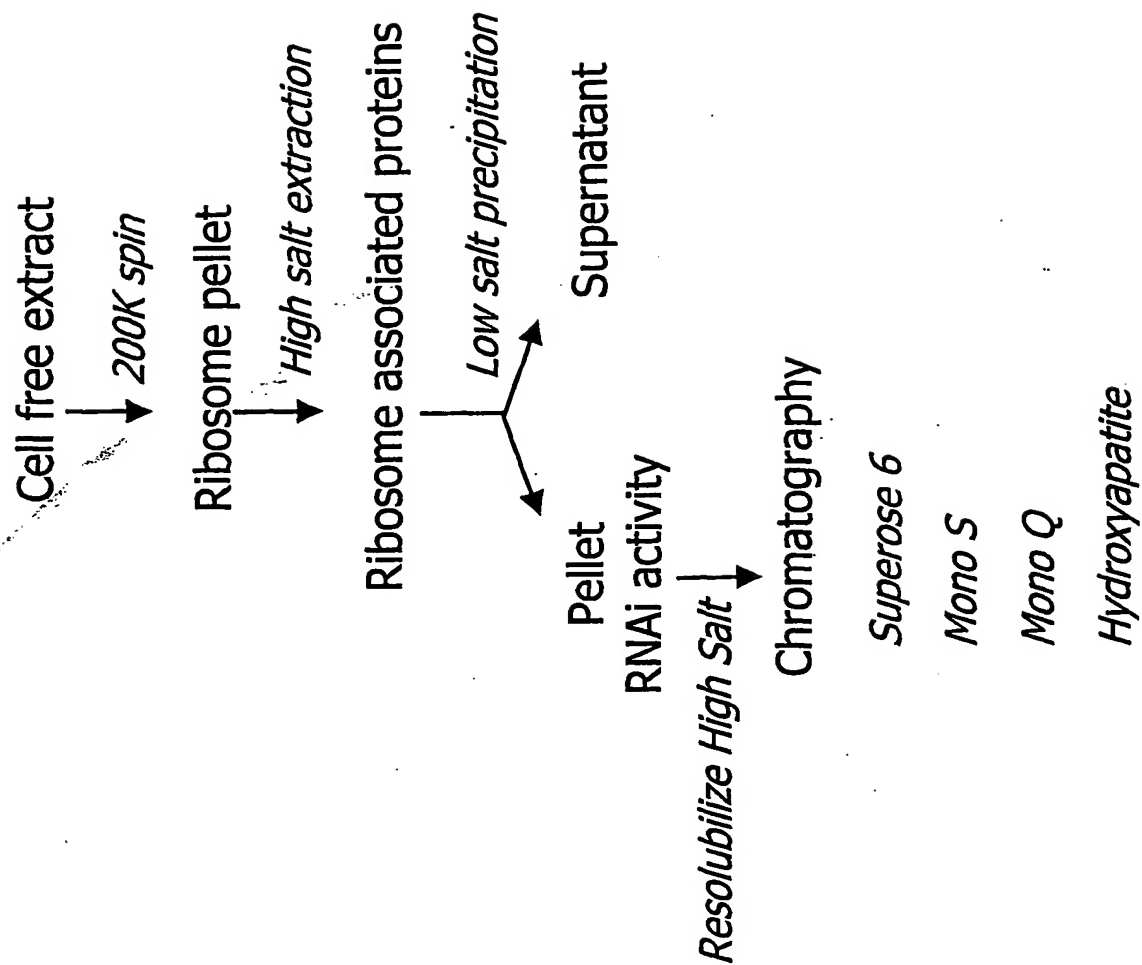 Cell free extract
200K spin
Ribosome pellet
High salt extraction
Ribosome associated proteins
Low salt precipitation
Pellet
RNAi activity
Supernatant
Resolubilize High Salt
Chromatography
Superose 6
Mono S
Mono Q
Hydroxyapatite